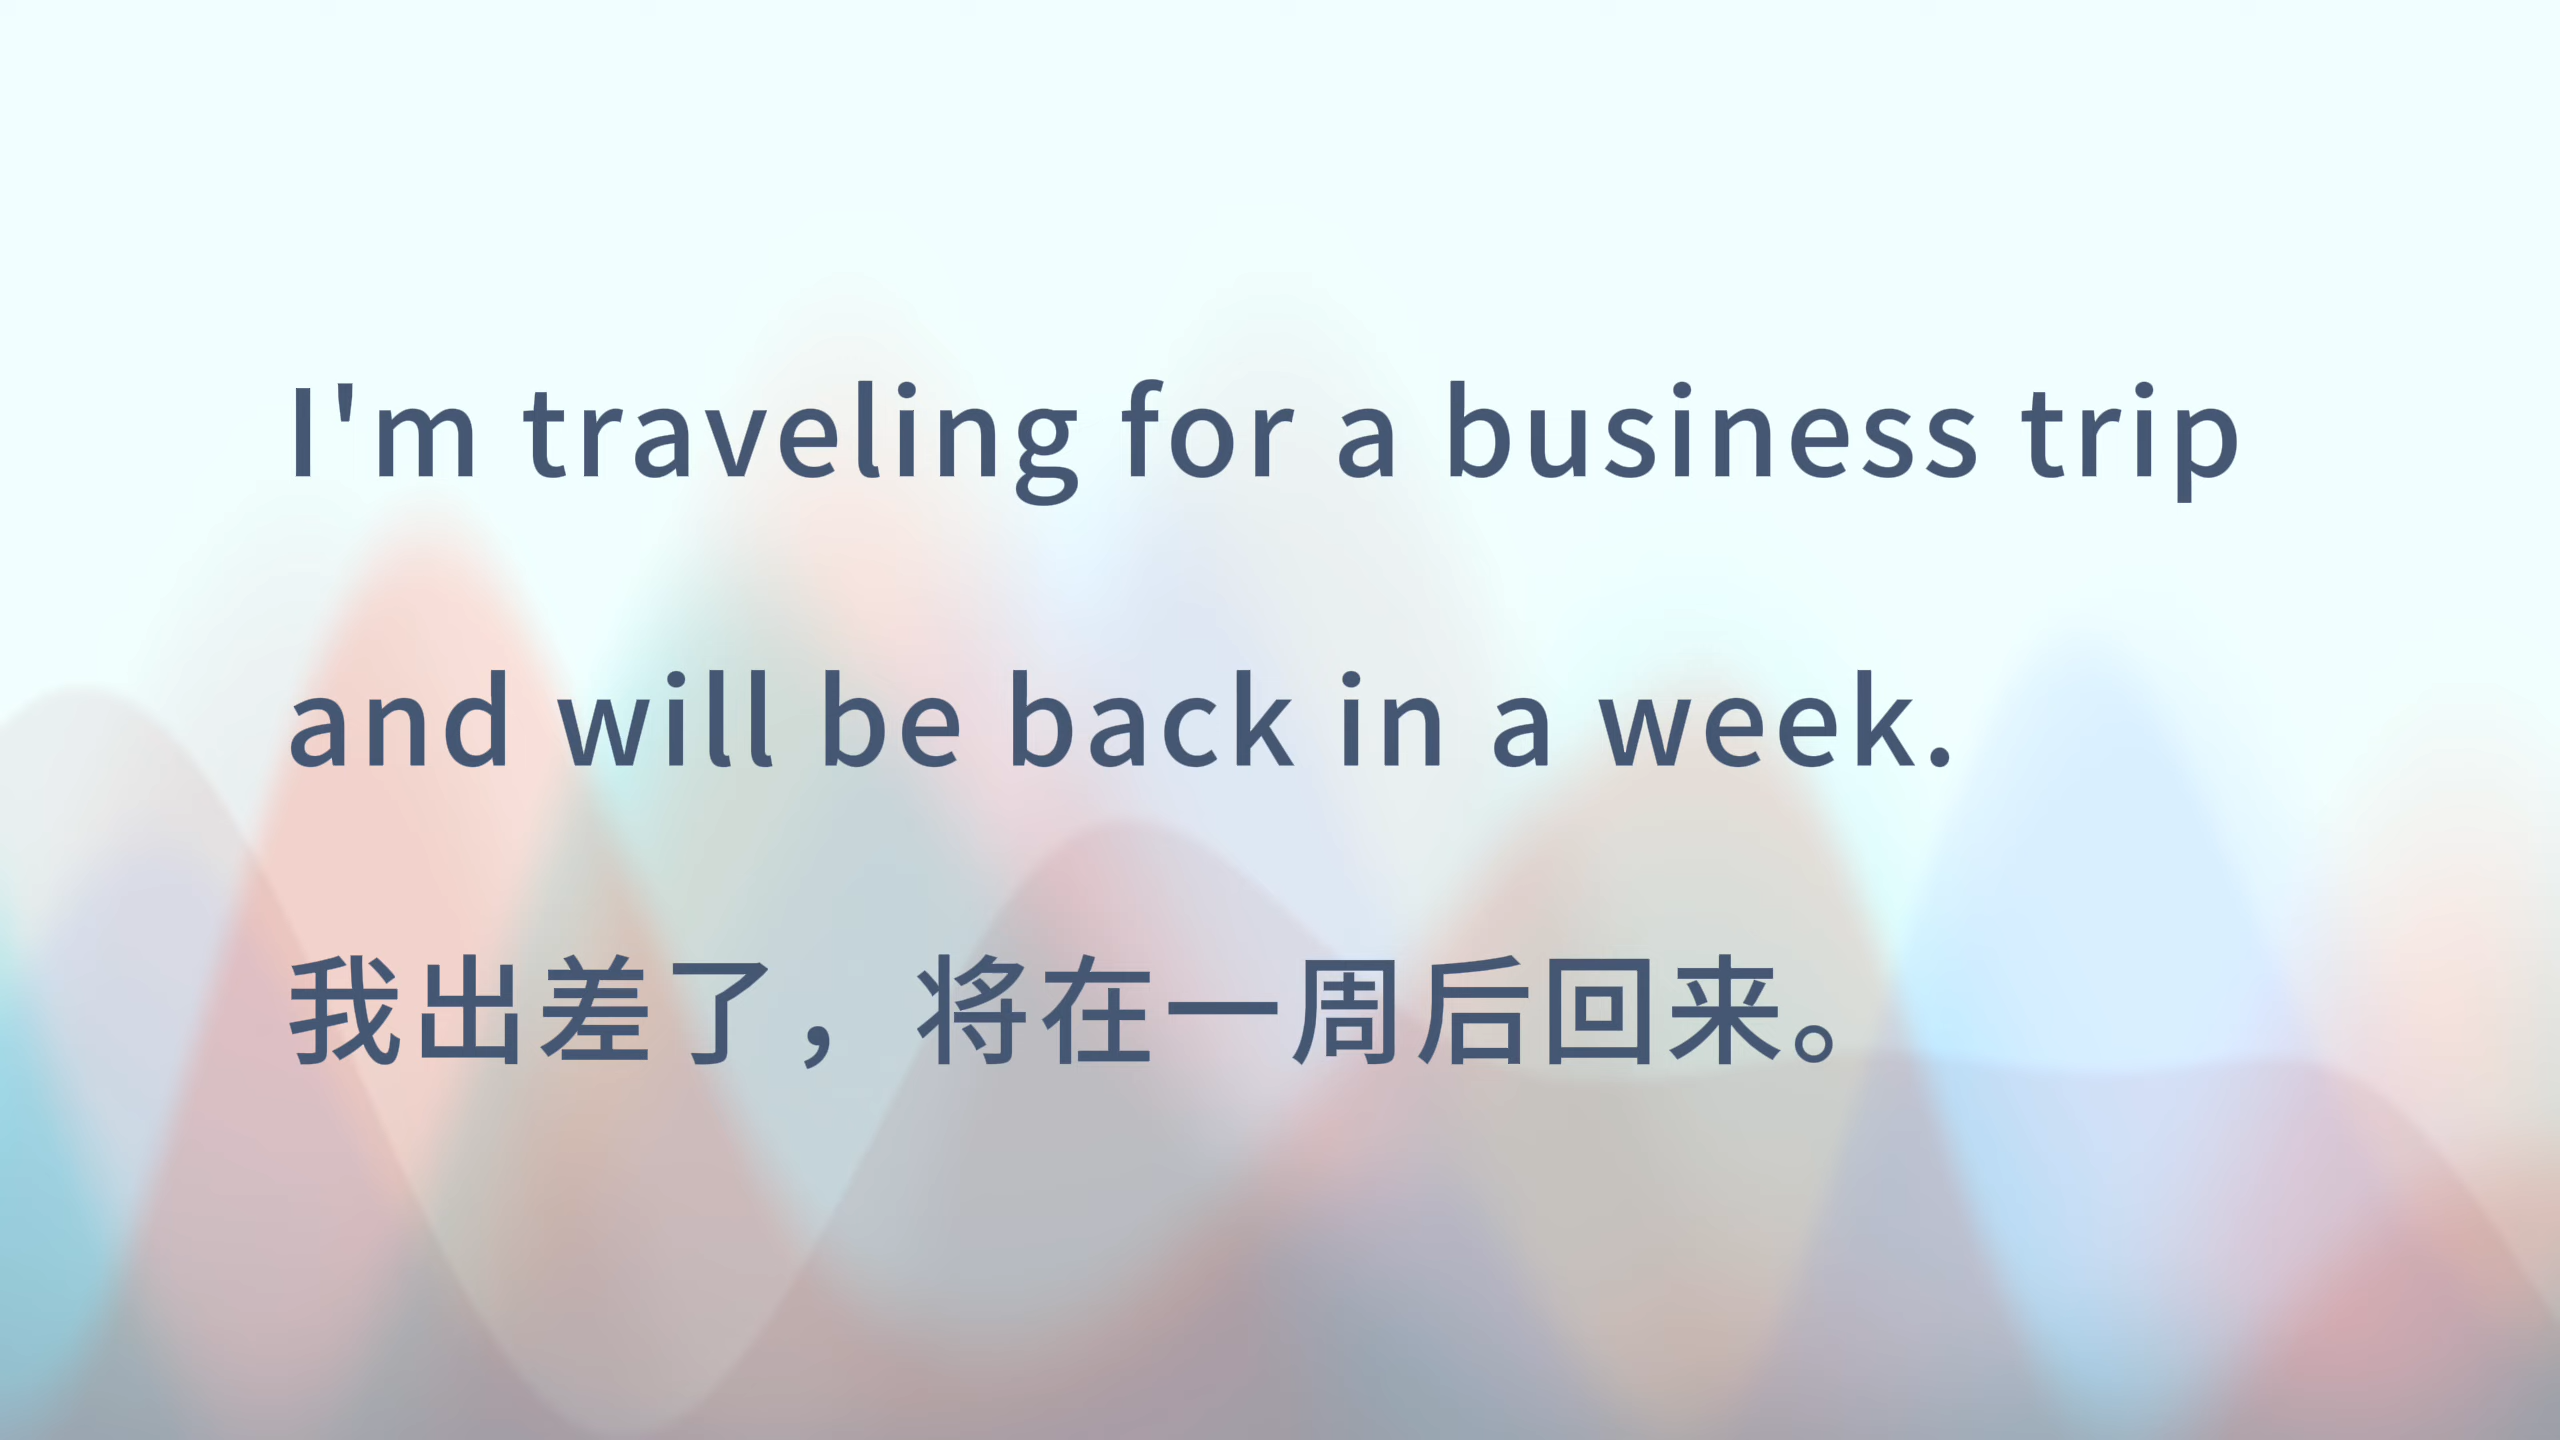 I'm traveling for a business trip
and will be back in a week.
我出差了，将在一周后回来。